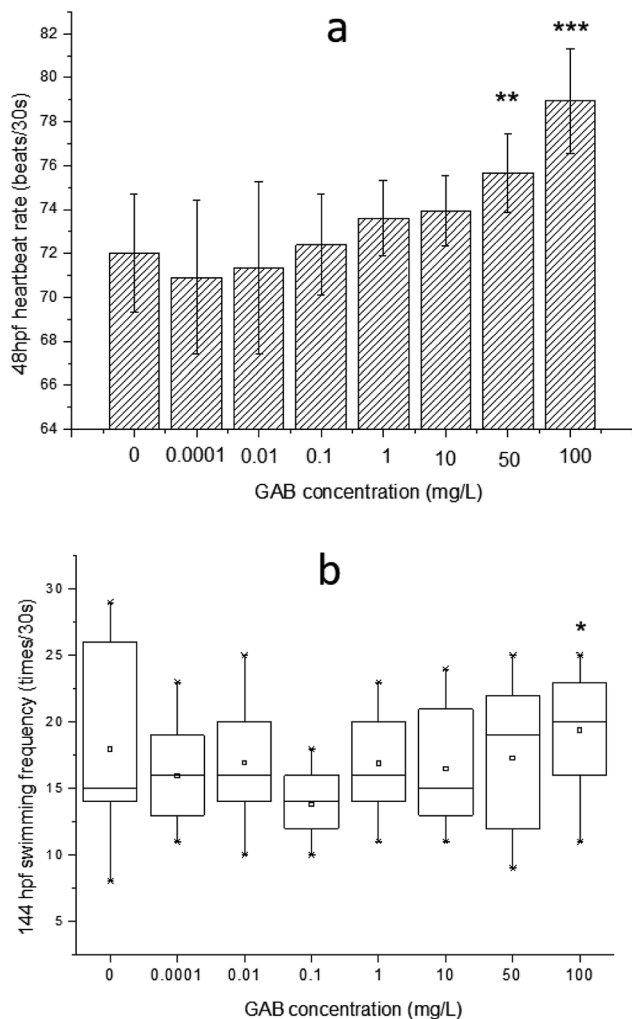 a
82
80
78
76
74
72
70
68
66
64
48hpf heartbeat rate (beats/30s)
**
***
0 0.0001 0.01 0.1 1 10 50 100
GAB concentration (mg/L)
b
30
25
20
15
10
5
144 hpf swimming frequency (times/30s)
*
0 0.0001 0.01 0.1 1 10 50 100
GAB concentration (mg/L)